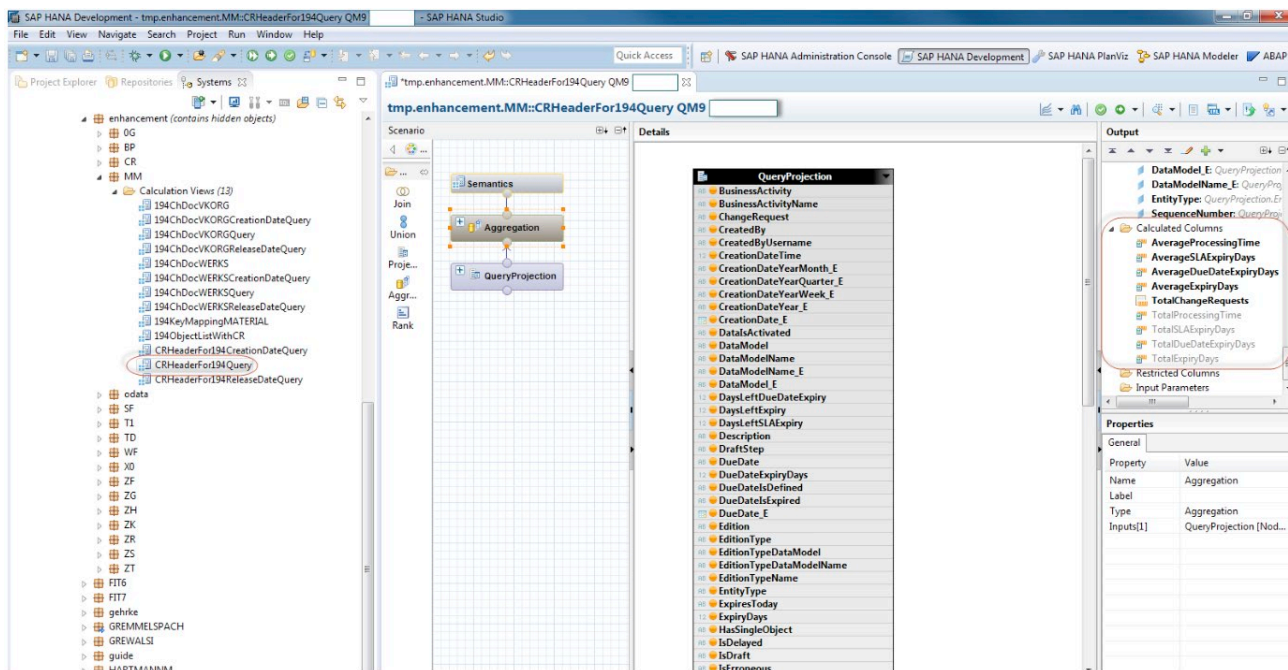 SAP HANA Development - tmp.enhancement.MM::CRHeaderFor194Query QM9 - SAP HANA Studio
File Edit View Navigate Search Project Run Window Help
Quick Access
SAP HANA Administration Console
SAP HANA Development
SAP HANA PlanViz
SAP HANA Modeler
ABAP
Project Explorer
Repositories
Systems
enhancement (contains hidden objects)
0G
BP
CR
MM
Calculation Views (13)
194ChDocVKORG
194ChDocVKORGCreationDateQuery
194ChDocVKORGQuery
194ChDocVKORGReleaseDateQuery
194ChDocWERKS
194ChDocWERKSCreationDateQuery
194ChDocWERKSQuery
194ChDocWERKSReleaseDateQuery
194KeyMappingMATERIAL
194ObjectListWithCR
CRHeaderFor194CreationDateQuery
CRHeaderFor194Query
CRHeaderFor194ReleaseDateQuery
odata
SF
T1
TD
WF
X0
ZF
ZG
ZH
ZK
ZR
ZS
ZT
FIT6
FIT7
gehrke
GREMMELSPACH
GREWALSI
guide
*tmp.enhancement.MM::CRHeaderFor194Query QM9
tmp.enhancement.MM::CRHeaderFor194Query QM9
Scenario
Join
Union
Proje...
Aggr...
Rank
Semantics
Aggregation
QueryProjection
Details
QueryProjection
BusinessActivity
BusinessActivityName
ChangeRequest
CreatedBy
CreatedByUsername
CreationDateTime
CreationDateYearMonth_E
CreationDateYearQuarter_E
CreationDateYearWeek_E
CreationDateYear_E
CreationDate_E
DataIsActivated
DataModel
DataModelName
DataModelName_E
DataModel_E
DaysLeftDueDateExpiry
DaysLeftExpiry
DaysLeftSLAExpiry
Description
DraftStep
DueDate
DueDateExpiryDays
DueDateIsDefined
DueDateIsExpired
DueDate_E
Edition
EditionType
EditionTypeDataModel
EditionTypeDataModelName
EditionTypeName
EntityType
ExpiresToday
ExpiryDays
HasSingleObject
IsDelayed
IsDraft
IsErroneous
Output
DataModel_E: QueryProjection
DataModelName_E: QueryProj
EntityType: QueryProjection.Er
SequenceNumber: QueryPro
Calculated Columns
AverageProcessingTime
AverageSLAExpiryDays
AverageDueDateExpiryDays
AverageExpiryDays
TotalChangeRequests
TotalProcessingTime
TotalSLAExpiryDays
TotalDueDateExpiryDays
TotalExpiryDays
Restricted Columns
Input Parameters
Properties
General
Property Value
Name Aggregation
Label
Type Aggregation
Inputs[1] QueryProjection [Nod...